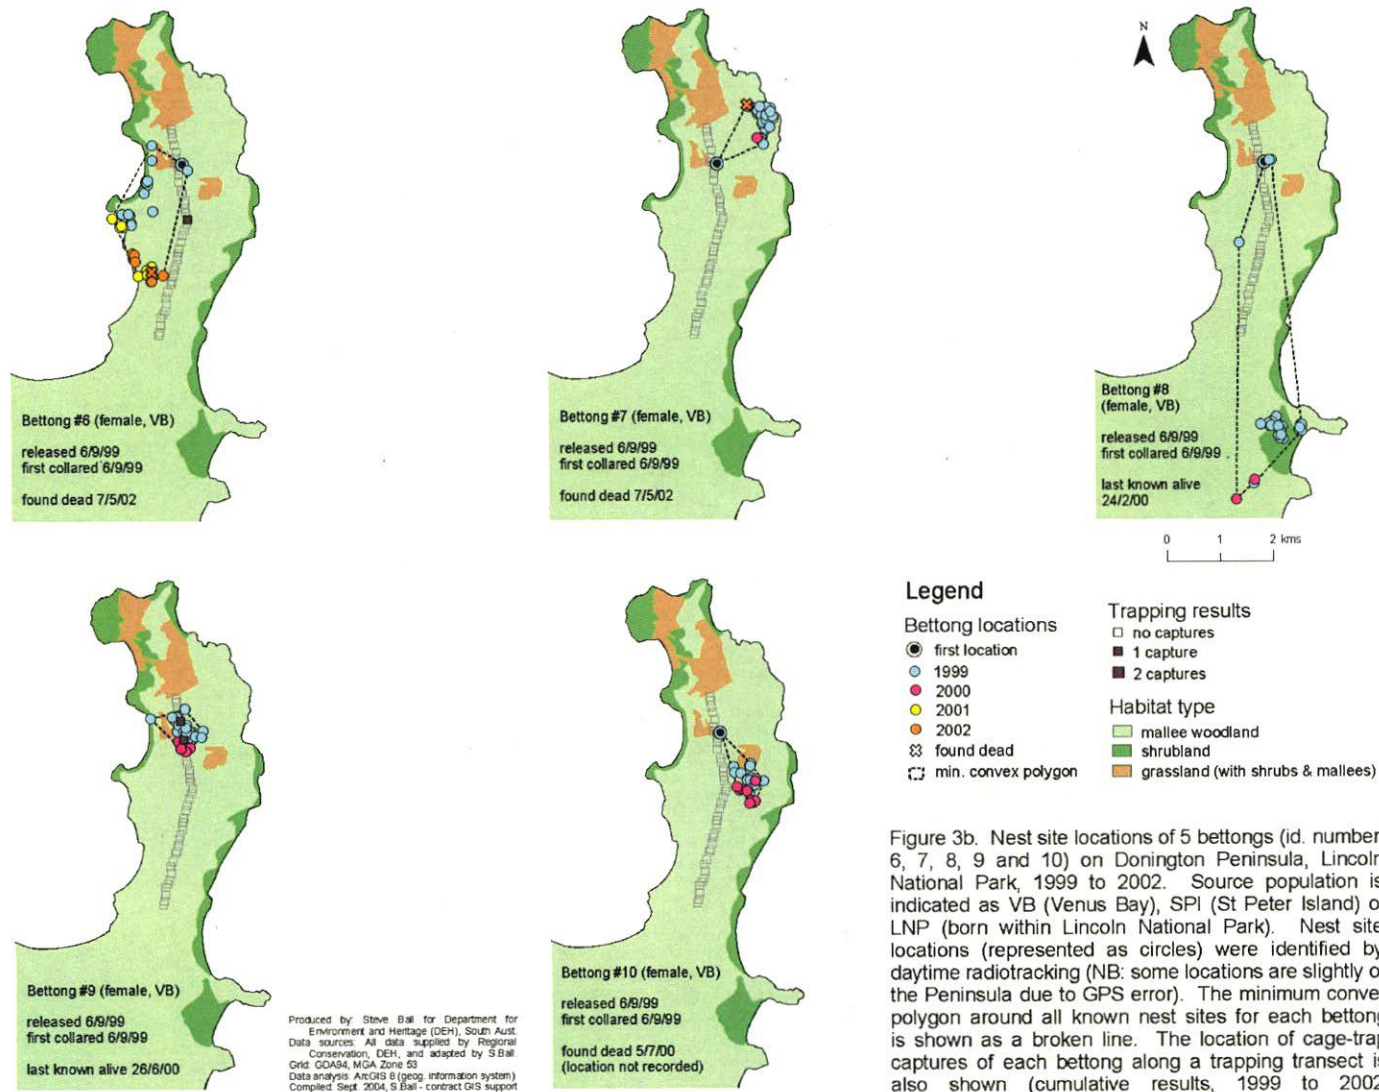 Bettong #6 (female, VB)
released 6/9/99
first collared 6/9/99
found dead 7/5/02
Bettong #7 (female, VB)
released 6/9/99
first collared 6/9/99
found dead 7/5/02
N
Bettong #8
(female, VB)
released 6/9/99
first collared 6/9/99
last known alive
24/2/00
0 1 2 kms
Bettong #9 (female, VB)
released 6/9/99
first collared 6/9/99
last known alive 26/6/00
Produced by: Steve Ball for Department for
Environment and Heritage (DEH), South Aust.
Data sources: All data supplied by Regional
Conservation, DEH, and adapted by S.Ball.
Grid: GDA94, MGA Zone 53
Data analysis: ArcGIS 8 (geog. information system)
Compiled: Sept. 2004, S.Ball - contract GIS support
Bettong #10 (female, VB)
released 6/9/99
first collared 6/9/99
found dead 5/7/00
(location not recorded)
Legend
Bettong locations
first location
1999
2000
2001
2002
found dead
min. convex polygon
Trapping results
no captures
1 capture
2 captures
Habitat type
mallee woodland
shrubland
grassland (with shrubs & mallees)
Figure 3b. Nest site locations of 5 bettongs (id. number
6, 7, 8, 9 and 10) on Donington Peninsula, Lincoln
National Park, 1999 to 2002. Source population is
indicated as VB (Venus Bay), SPI (St Peter Island) o
LNP (born within Lincoln National Park). Nest site
locations (represented as circles) were identified by
daytime radiotracking (NB: some locations are slightly o
the Peninsula due to GPS error). The minimum conve
polygon around all known nest sites for each bettong
is shown as a broken line. The location of cage-trap
captures of each bettong along a trapping transect is
also shown (cumulative results, 1999 to 2002